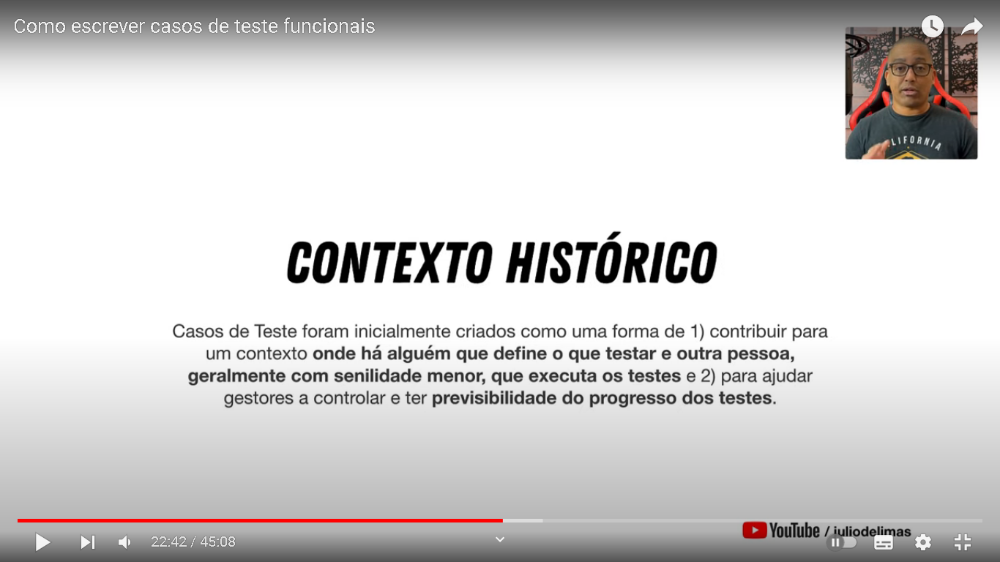 Como escrever casos de teste funcionais
CALIFORNIA
CONTEXTO HISTÓRICO
Casos de Teste foram inicialmente criados como uma forma de 1) contribuir para
um contexto onde há alguém que define o que testar e outra pessoa,
geralmente com senilidade menor, que executa os testes e 2) para ajudar
gestores a controlar e ter previsibilidade do progresso dos testes.
22:42 / 45:08
YouTube / juliodelimas